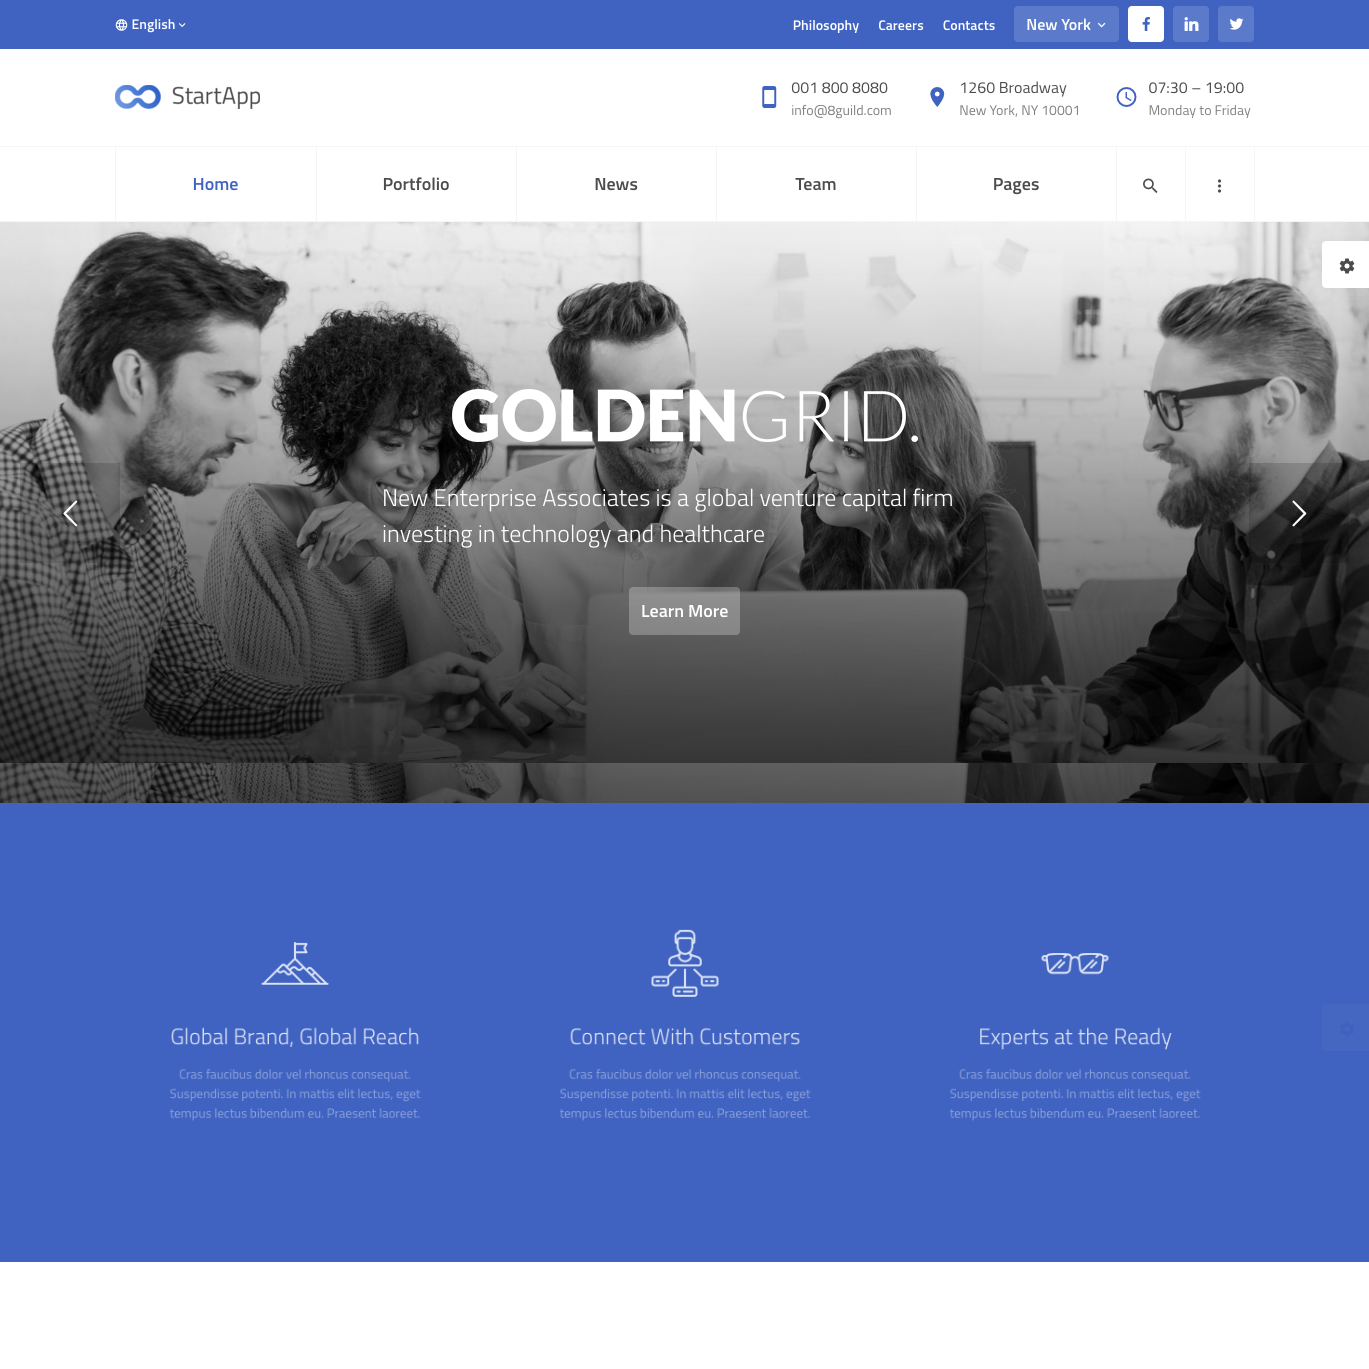 English
Philosophy
Careers
Contacts
New York
StartApp
001 800 8080
info@8guild.com
1260 Broadway
New York, NY 10001
07:30 – 19:00
Monday to Friday
Home
Portfolio
News
Team
Pages
GOLDENGRID.
New Enterprise Associates is a global venture capital firm
investing in technology and healthcare
Learn More
Global Brand, Global Reach
Cras faucibus dolor vel rhoncus consequat.
Suspendisse potenti. In mattis elit lectus, eget
tempus lectus bibendum eu. Praesent laoreet.
Connect With Customers
Cras faucibus dolor vel rhoncus consequat.
Suspendisse potenti. In mattis elit lectus, eget
tempus lectus bibendum eu. Praesent laoreet.
Experts at the Ready
Cras faucibus dolor vel rhoncus consequat.
Suspendisse potenti. In mattis elit lectus, eget
tempus lectus bibendum eu. Praesent laoreet.